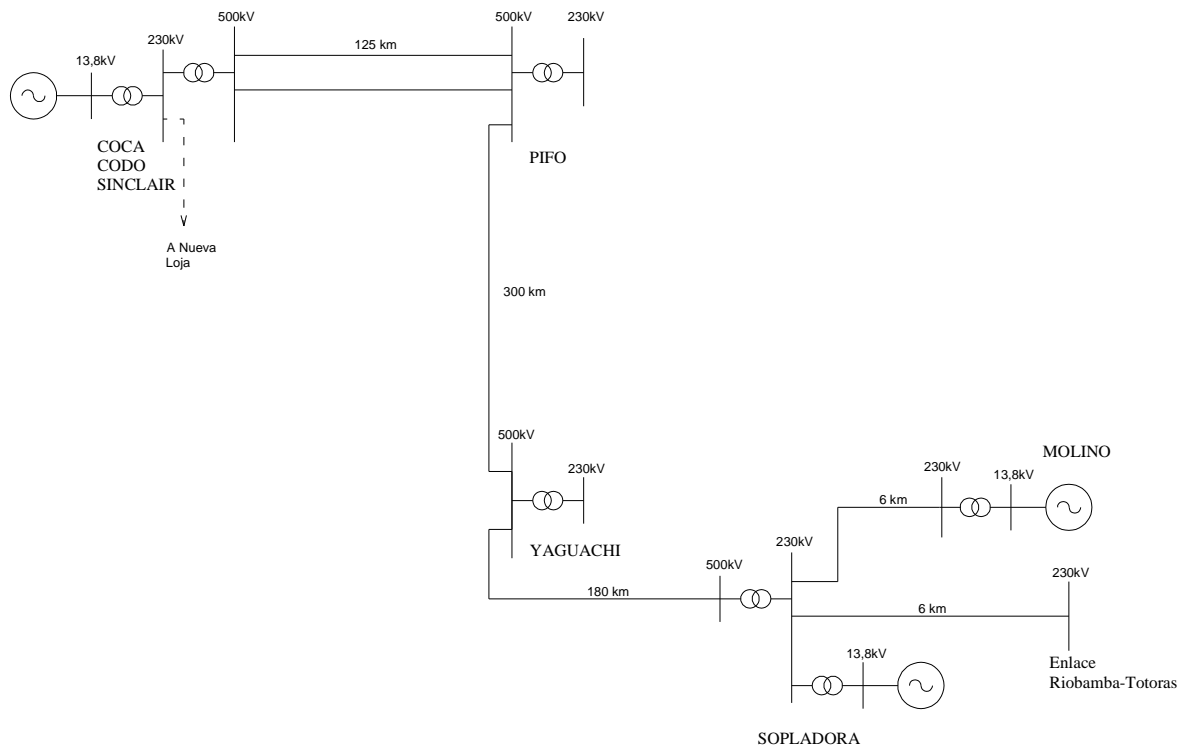 500kV
500kV
230kV
230kV
125 km
13,8kV
COCA
CODO
SINCLAIR
PIFO
A Nueva
Loja
300 km
500kV
230kV
YAGUACHI
MOLINO
230kV
13,8kV
6 km
230kV
500kV
180 km
230kV
6 km
Enlace
Riobamba-Totoras
13,8kV
SOPLADORA